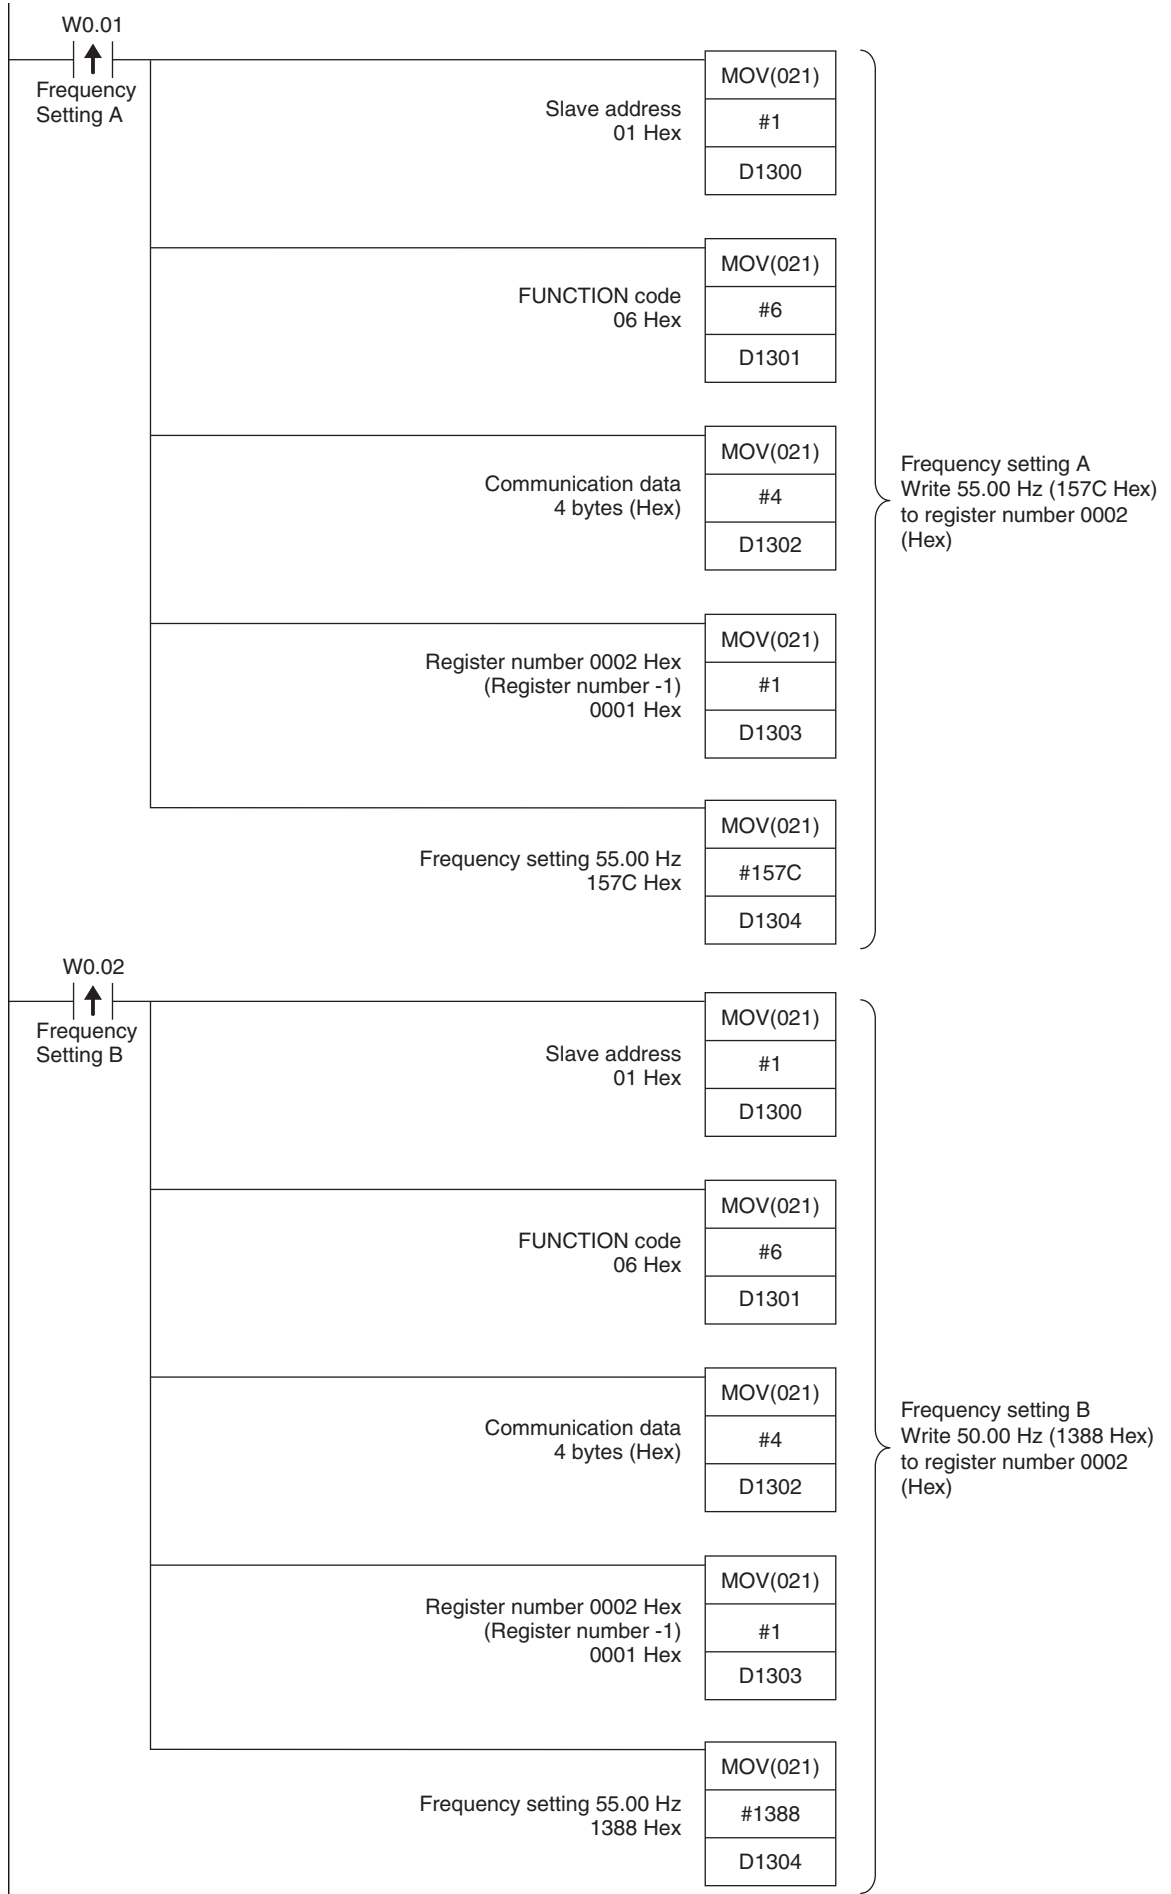 W0.01
Frequency
Setting A
Slave address
01 Hex
MOV(021)
#1
D1300
FUNCTION code
06 Hex
MOV(021)
#6
D1301
Communication data
4 bytes (Hex)
MOV(021)
#4
D1302
Register number 0002 Hex
(Register number -1)
0001 Hex
MOV(021)
#1
D1303
Frequency setting 55.00 Hz
157C Hex
MOV(021)
#157C
D1304
Frequency setting A
Write 55.00 Hz (157C Hex)
to register number 0002
(Hex)
W0.02
Frequency
Setting B
Slave address
01 Hex
MOV(021)
#1
D1300
FUNCTION code
06 Hex
MOV(021)
#6
D1301
Communication data
4 bytes (Hex)
MOV(021)
#4
D1302
Register number 0002 Hex
(Register number -1)
0001 Hex
MOV(021)
#1
D1303
Frequency setting 55.00 Hz
1388 Hex
MOV(021)
#1388
D1304
Frequency setting B
Write 50.00 Hz (1388 Hex)
to register number 0002
(Hex)